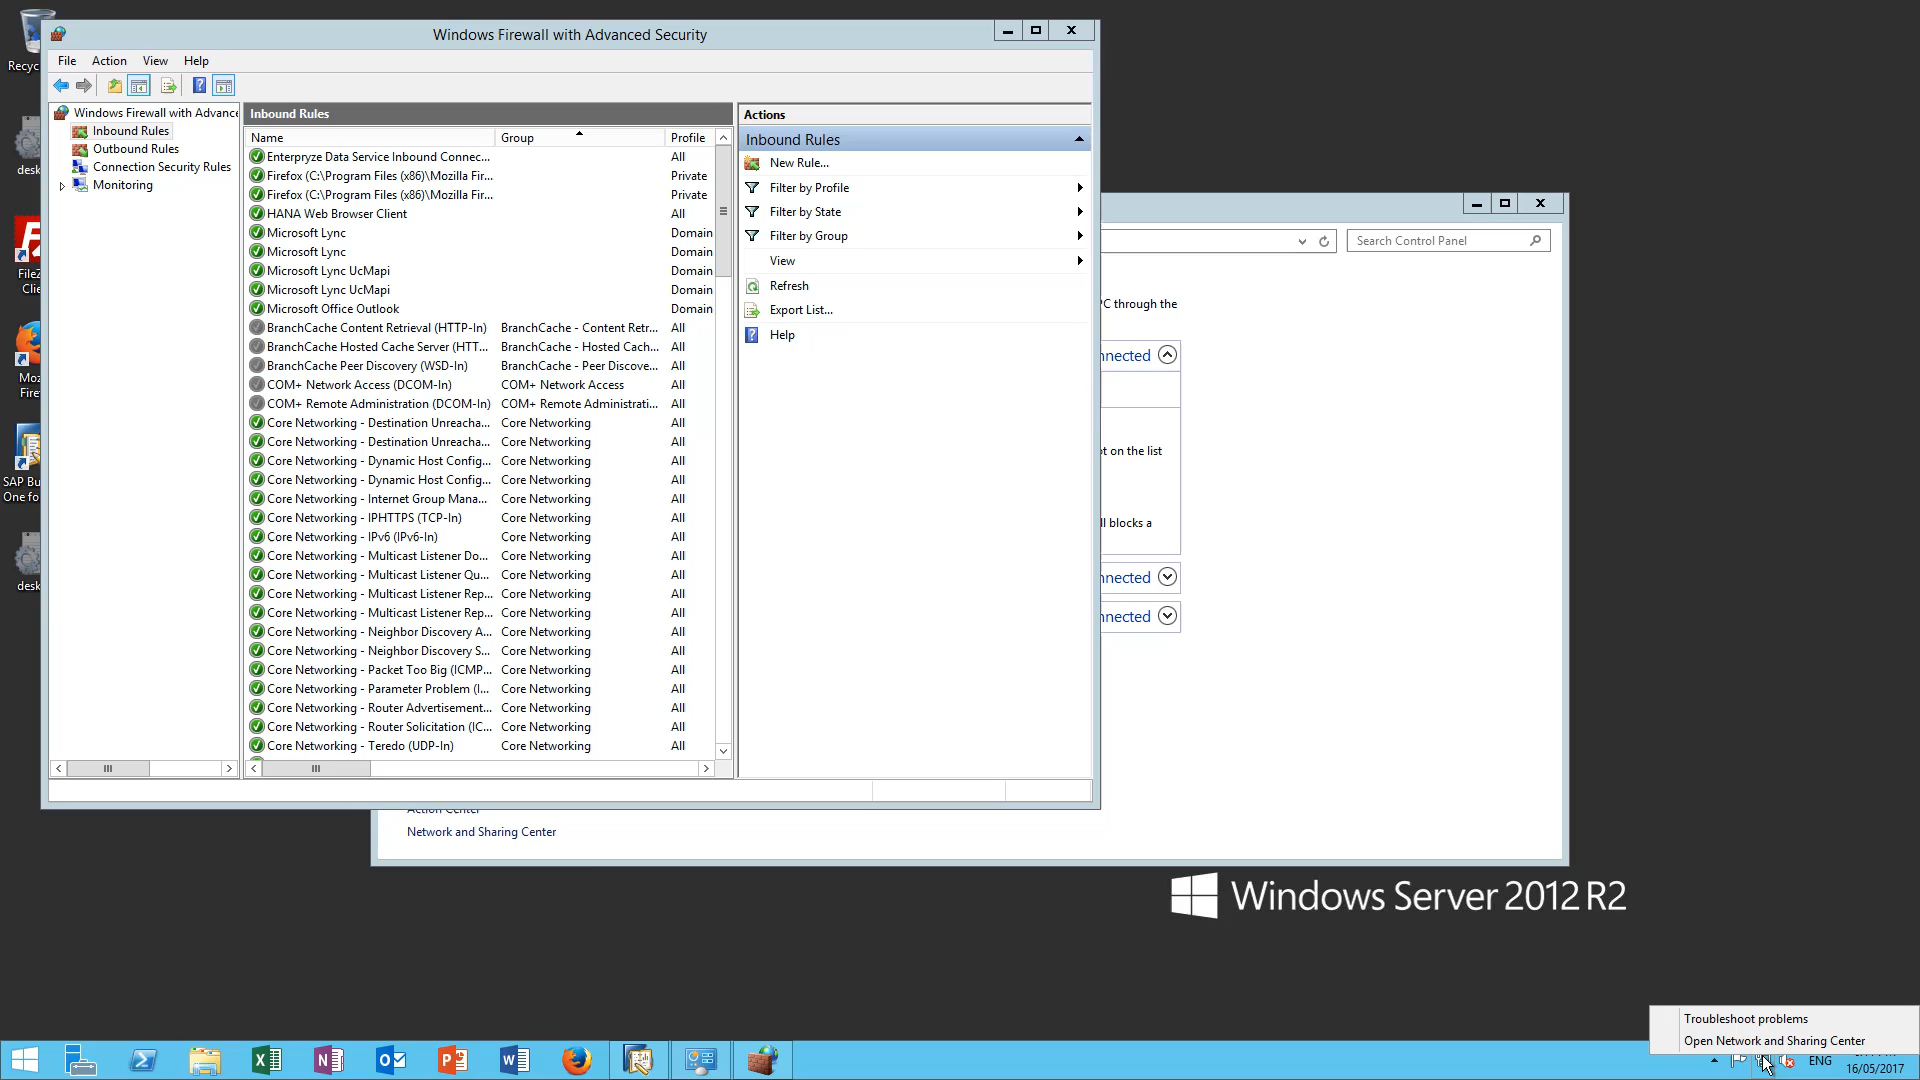 Windows Firewall with Advanced Security
File Action View Help
Windows Firewall with Advance
Inbound Rules
Outbound Rules
Connection Security Rules
Monitoring
Inbound Rules
Name Group Profile
Enterpryze Data Service Inbound Connec... All
Firefox (C:\Program Files (x86)\Mozilla Fir... Private
Firefox (C:\Program Files (x86)\Mozilla Fir... Private
HANA Web Browser Client All
Microsoft Lync Domain
Microsoft Lync Domain
Microsoft Lync UcMapi Domain
Microsoft Lync UcMapi Domain
Microsoft Office Outlook Domain
BranchCache Content Retrieval (HTTP-In) BranchCache - Content Retr... All
BranchCache Hosted Cache Server (HTT... BranchCache - Hosted Cach... All
BranchCache Peer Discovery (WSD-In) BranchCache - Peer Discove... All
COM+ Network Access (DCOM-In) COM+ Network Access All
COM+ Remote Administration (DCOM-In) COM+ Remote Administrati... All
Core Networking - Destination Unreacha... Core Networking All
Core Networking - Destination Unreacha... Core Networking All
Core Networking - Dynamic Host Config... Core Networking All
Core Networking - Dynamic Host Config... Core Networking All
Core Networking - Internet Group Mana... Core Networking All
Core Networking - IPHTTPS (TCP-In) Core Networking All
Core Networking - IPv6 (IPv6-In) Core Networking All
Core Networking - Multicast Listener Do... Core Networking All
Core Networking - Multicast Listener Qu... Core Networking All
Core Networking - Multicast Listener Rep... Core Networking All
Core Networking - Multicast Listener Rep... Core Networking All
Core Networking - Neighbor Discovery A... Core Networking All
Core Networking - Neighbor Discovery S... Core Networking All
Core Networking - Packet Too Big (ICMP... Core Networking All
Core Networking - Parameter Problem (I... Core Networking All
Core Networking - Router Advertisement... Core Networking All
Core Networking - Router Solicitation (IC... Core Networking All
Core Networking - Teredo (UDP-In) Core Networking All
Actions
Inbound Rules
New Rule...
Filter by Profile
Filter by State
Filter by Group
View
Refresh
Export List...
Help
Search Control Panel
PC through the
nnected
ot on the list
ll blocks a
nnected
nnected
Action Center
Network and Sharing Center
Recyc
desk
FileZ
Clie
Moz
Firef
SAP Bu
One fo
desk
Windows Server 2012 R2
Troubleshoot problems
Open Network and Sharing Center
ENG
16/05/2017